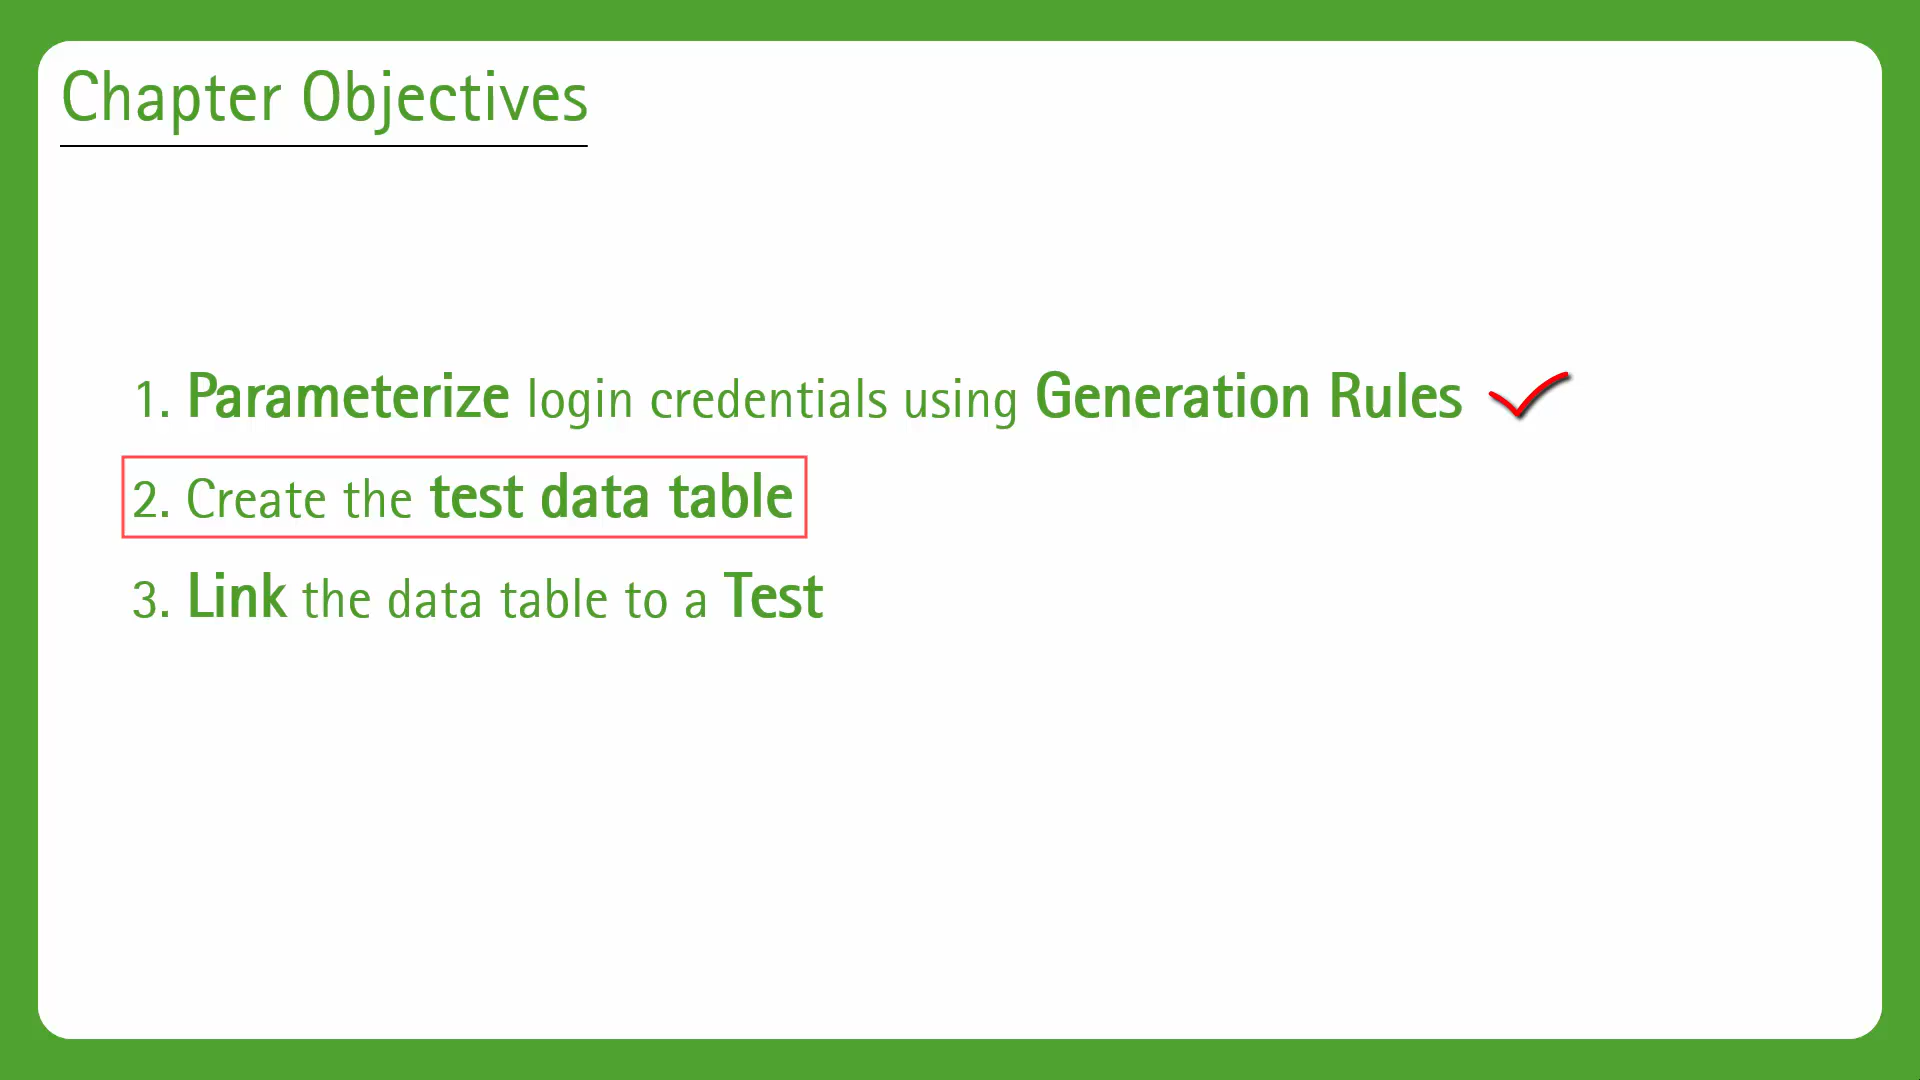 Chapter Objectives
1. Parameterize login credentials using Generation Rules
2. Create the test data table
3. Link the data table to a Test